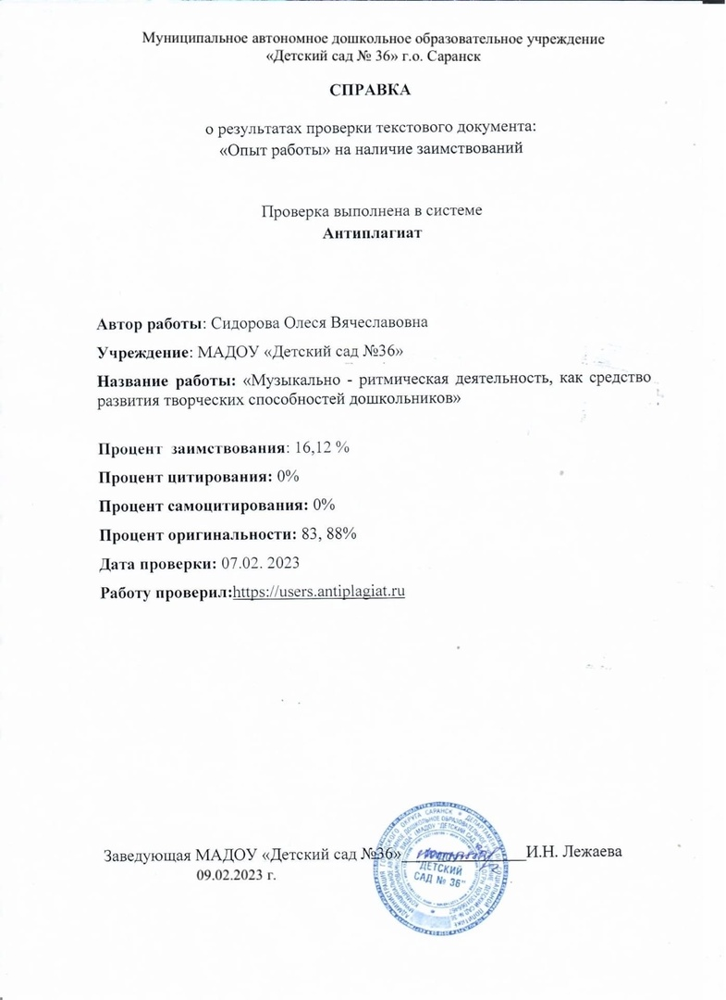 Муниципальное автономное дошкольное образовательное учреждение
«Детский сад № 36» г.о. Саранск
СПРАВКА
о результатах проверки текстового документа:
«Опыт работы» на наличие заимствований
Проверка выполнена в системе
Антиплагиат
Автор работы: Сидорова Олеся Вячеславовна
Учреждение: МАДОУ «Детский сад №36»
Название работы: «Музыкально - ритмическая деятельность, как средство
развития творческих способностей дошкольников»
Процент заимствования: 16,12 %
Процент цитирования: 0%
Процент самоцитирования: 0%
Процент оригинальности: 83, 88%
Дата проверки: 07.02. 2023
Работу проверил:https://users.antiplagiat.ru
Заведующая МАДОУ «Детский сад №36»______________И.Н. Лежаева
09.02.2023 г.
"ДЕТСКИЙ
САД № 36"